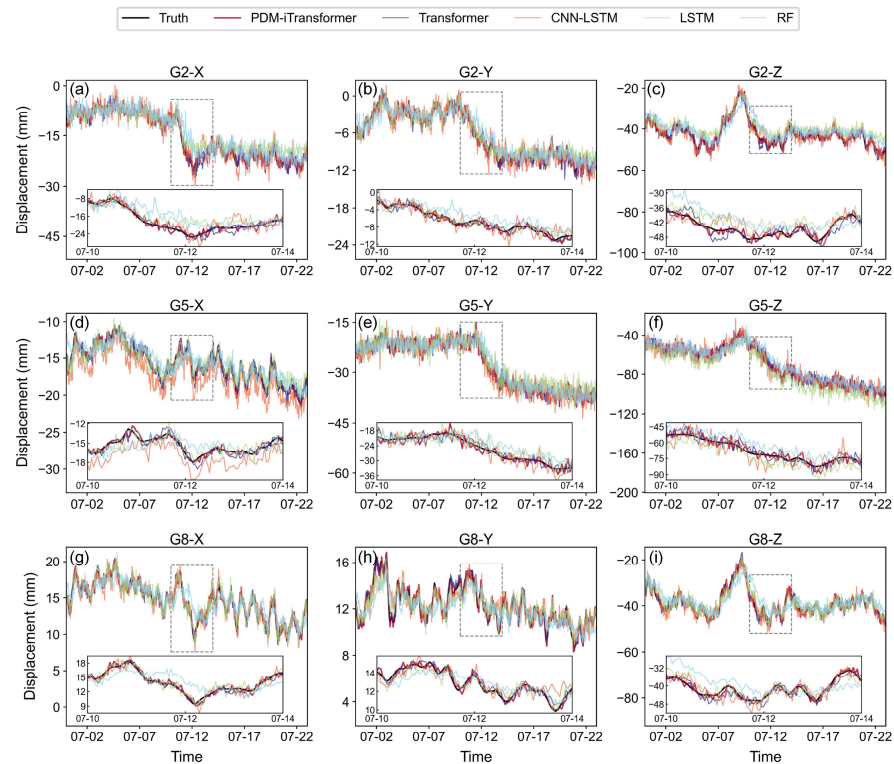 Truth PDM-iTransformer Transformer CNN-LSTM LSTM RF
G2-X G2-Y G2-Z
(a) (b) (c)
Displacement (mm)
0 −15 −30 −45
−8 −16 −24
07-10 07-12 07-14
07-02 07-07 07-12 07-17 07-22
0 −6 −12 −18 −24
0 −4 −8 −12
07-10 07-12 07-14
07-02 07-07 07-12 07-17 07-22
−20 −40 −60 −80 −100
−30 −36 −42 −48
07-10 07-12 07-14
07-02 07-07 07-12 07-17 07-22
G5-X G5-Y G5-Z
(d) (e) (f)
Displacement (mm)
−10 −15 −20 −25 −30
−12 −14 −16 −18
07-10 07-12 07-14
07-02 07-07 07-12 07-17 07-22
−15 −30 −45 −60
−18 −24 −30 −36
07-10 07-12 07-14
07-02 07-07 07-12 07-17 07-22
−40 −80 −120 −160 −200
−45 −60 −75 −90
07-10 07-12 07-14
07-02 07-07 07-12 07-17 07-22
G8-X G8-Y G8-Z
(g) (h) (i)
Displacement (mm)
20 15 10 5 0
18 15 12 9
07-10 07-12 07-14
07-02 07-07 07-12 07-17 07-22
16 12 8 4
14 12 10
07-10 07-12 07-14
07-02 07-07 07-12 07-17 07-22
−20 −40 −60 −80
−32 −40 −48
07-10 07-12 07-14
07-02 07-07 07-12 07-17 07-22
Time Time Time